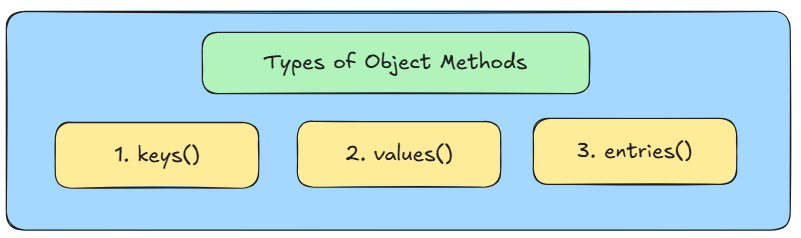 Types of Object Methods
1. keys()
2. values()
3. entries()